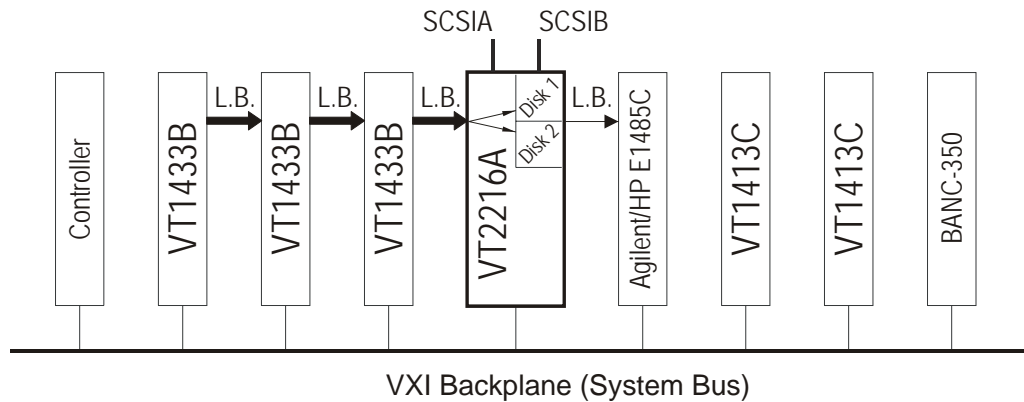 SCSIA SCSIB
L.B. L.B. L.B. L.B.
Controller
VT1433B
VT1433B
VT1433B
VT2216A
Disk 1
Disk 2
Agilent/HP E1485C
VT1413C
VT1413C
BANC-350
VXI Backplane (System Bus)